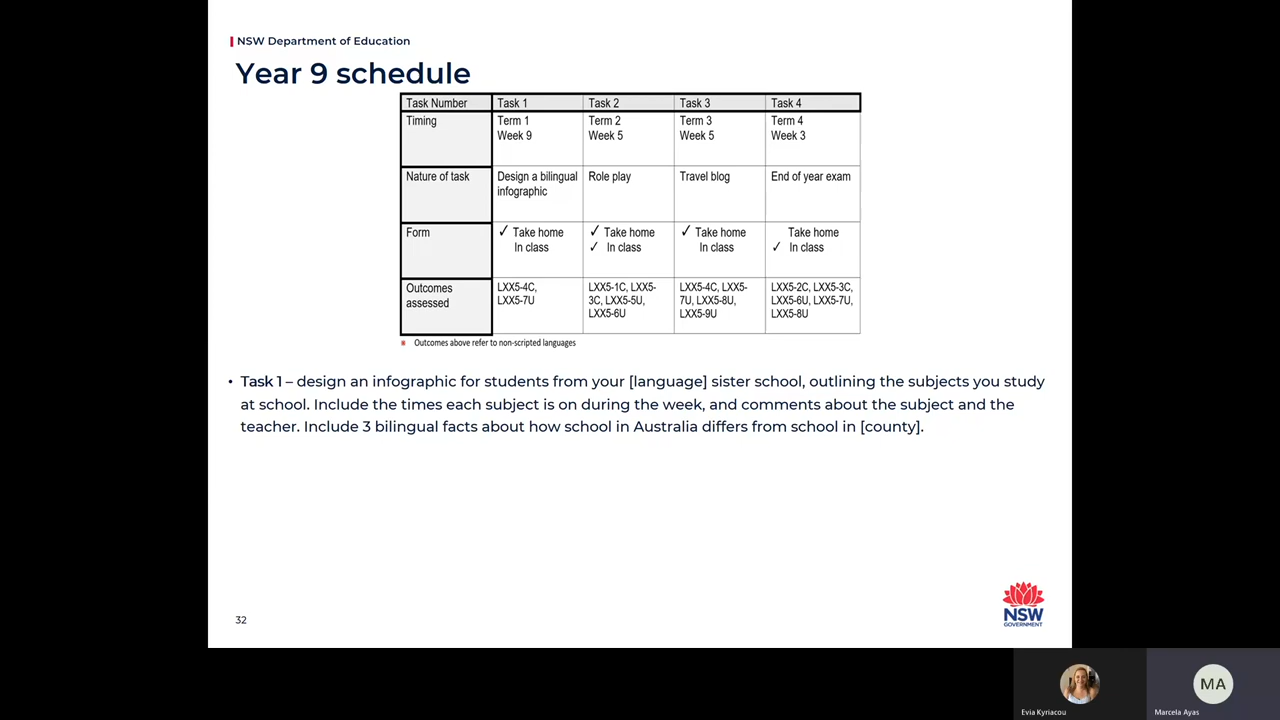 NSW Department of Education
Year 9 schedule
Task Number Task 1 Task 2 Task 3 Task 4
Timing Term 1 Term 2 Term 3 Term 4
Week 9 Week 5 Week 5 Week 3
Nature of task Design a bilingual Role play Travel blog End of year exam
infographic
Form ✓ Take home ✓ Take home ✓ Take home Take home
In class ✓ In class In class ✓ In class
Outcomes LXX5-4C, LXX5-1C, LXX5- LXX5-4C, LXX5- LXX5-2C, LXX5-3C,
assessed LXX5-7U 3C, LXX5-5U, 7U, LXX5-8U, LXX5-6U, LXX5-7U,
LXX5-6U LXX5-9U LXX5-8U
Outcomes above refer to non-scripted languages
• Task 1 – design an infographic for students from your [language] sister school, outlining the subjects you study
at school. Include the times each subject is on during the week, and comments about the subject and the
teacher. Include 3 bilingual facts about how school in Australia differs from school in [county].
32
NSW
GOVERNMENT
MA
Evia Kyriacou
Marcela Ayas